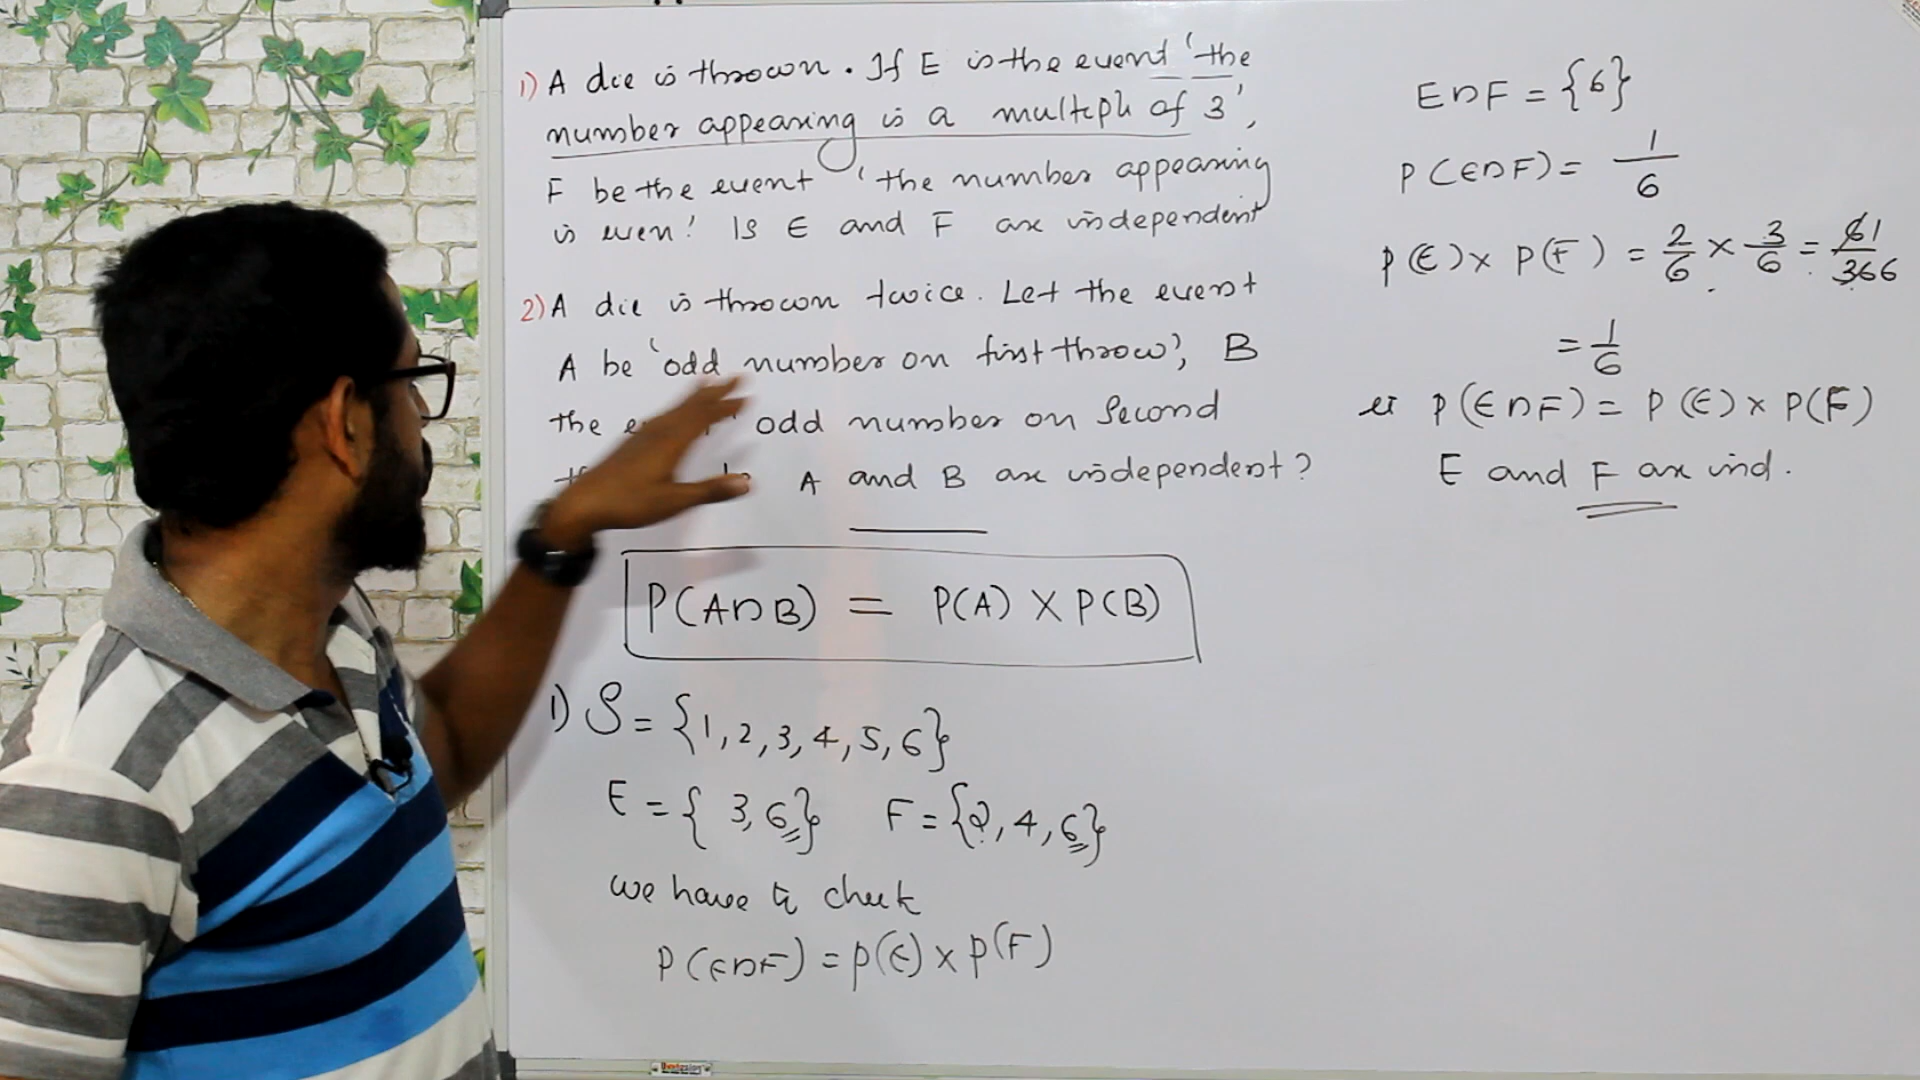 1) A die is thrown. If E is the event 'the
number appearing is a multiple of 3',
F be the event 'the number appearing
is even'. Is E and F are independent
2) A die is thrown twice. Let the event
A be 'odd number on first throw', B
the odd number on Second
A and B are independent?
P(A∩B) = P(A) X P(B)
1) S = {1,2,3,4,5,6}
E = { 3,6} F = {2,4,6}
we have to check
P(E∩F) = P(E) x P(F)
E∩F = {6}
P(E∩F) = 1/6
P(E) x P(F) = 2/6 x 3/6 = 61/366
= 1/6
P(E∩F) = P(E) x P(F)
E and F are ind.